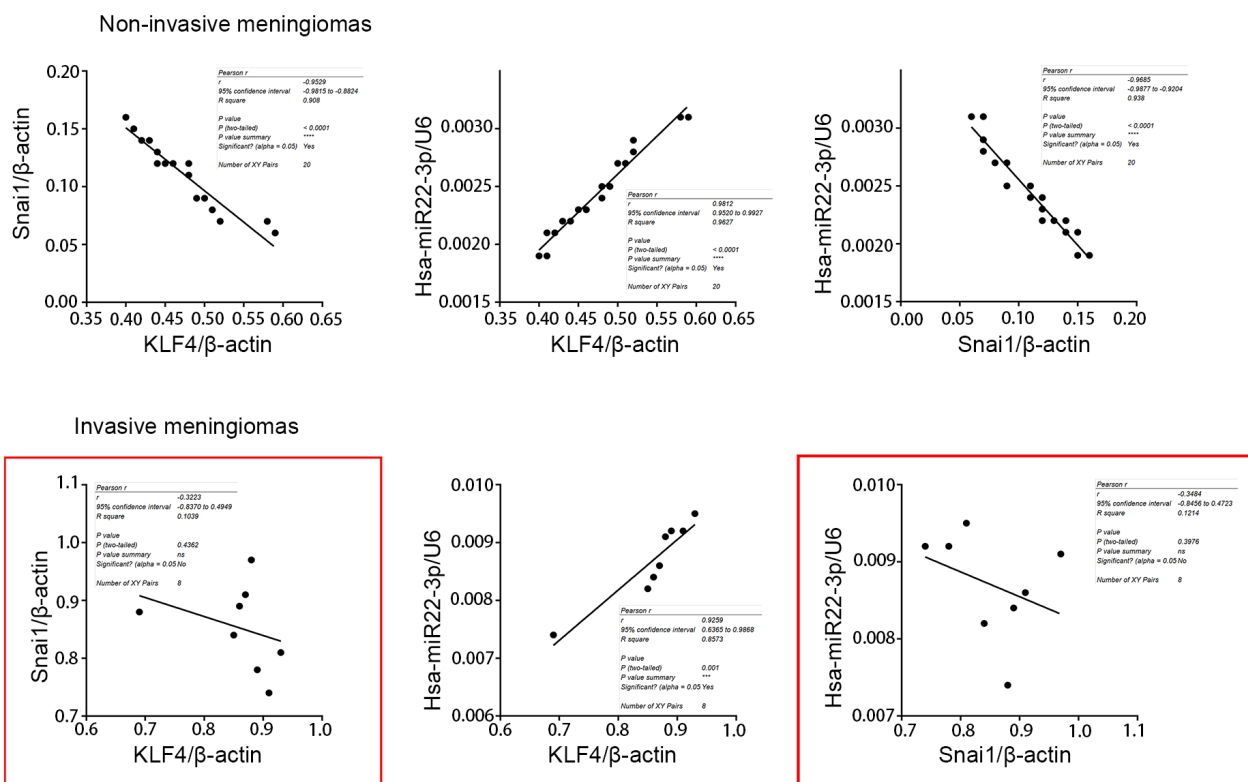 Non-invasive meningiomas
Snai1/β-actin
0.20
0.15
0.10
0.05
0.00
0.35 0.40 0.45 0.50 0.55 0.60 0.65
KLF4/β-actin
Pearson r
r -0.9529
95% confidence interval -0.9815 to -0.8824
R square 0.908
P value
P (two-tailed) < 0.0001
P value summary ****
Significant? (alpha = 0.05) Yes
Number of XY Pairs 20
Hsa-miR22-3p/U6
0.0030
0.0025
0.0020
0.0015
0.35 0.40 0.45 0.50 0.55 0.60 0.65
KLF4/β-actin
Pearson r
r 0.9812
95% confidence interval 0.9520 to 0.9927
R square 0.9627
P value
P (two-tailed) < 0.0001
P value summary ****
Significant? (alpha = 0.05) Yes
Number of XY Pairs 20
Hsa-miR22-3p/U6
0.0030
0.0025
0.0020
0.0015
0.00 0.05 0.10 0.15 0.20
Snai1/β-actin
Pearson r
r -0.9685
95% confidence interval -0.9877 to -0.9204
R square 0.938
P value
P (two-tailed) < 0.0001
P value summary ****
Significant? (alpha = 0.05) Yes
Number of XY Pairs 20
Invasive meningiomas
Snai1/β-actin
1.1
1.0
0.9
0.8
0.7
0.6 0.7 0.8 0.9 1.0
KLF4/β-actin
Pearson r
r -0.3223
95% confidence interval -0.8370 to 0.4949
R square 0.1039
P value
P (two-tailed) 0.4362
P value summary ns
Significant? (alpha = 0.05 No
Number of XY Pairs 8
Hsa-miR22-3p/U6
0.010
0.009
0.008
0.007
0.006
0.6 0.7 0.8 0.9 1.0
KLF4/β-actin
Pearson r
r 0.9259
95% confidence interval 0.6365 to 0.9868
R square 0.8573
P value
P (two-tailed) 0.001
P value summary ***
Significant? (alpha = 0.05 Yes
Number of XY Pairs 8
Hsa-miR22-3p/U6
0.010
0.009
0.008
0.007
0.7 0.8 0.9 1.0 1.1
Snai1/β-actin
Pearson r
r -0.3484
95% confidence interval -0.8456 to 0.4723
R square 0.1214
P value
P (two-tailed) 0.3976
P value summary ns
Significant? (alpha = 0.05 No
Number of XY Pairs 8